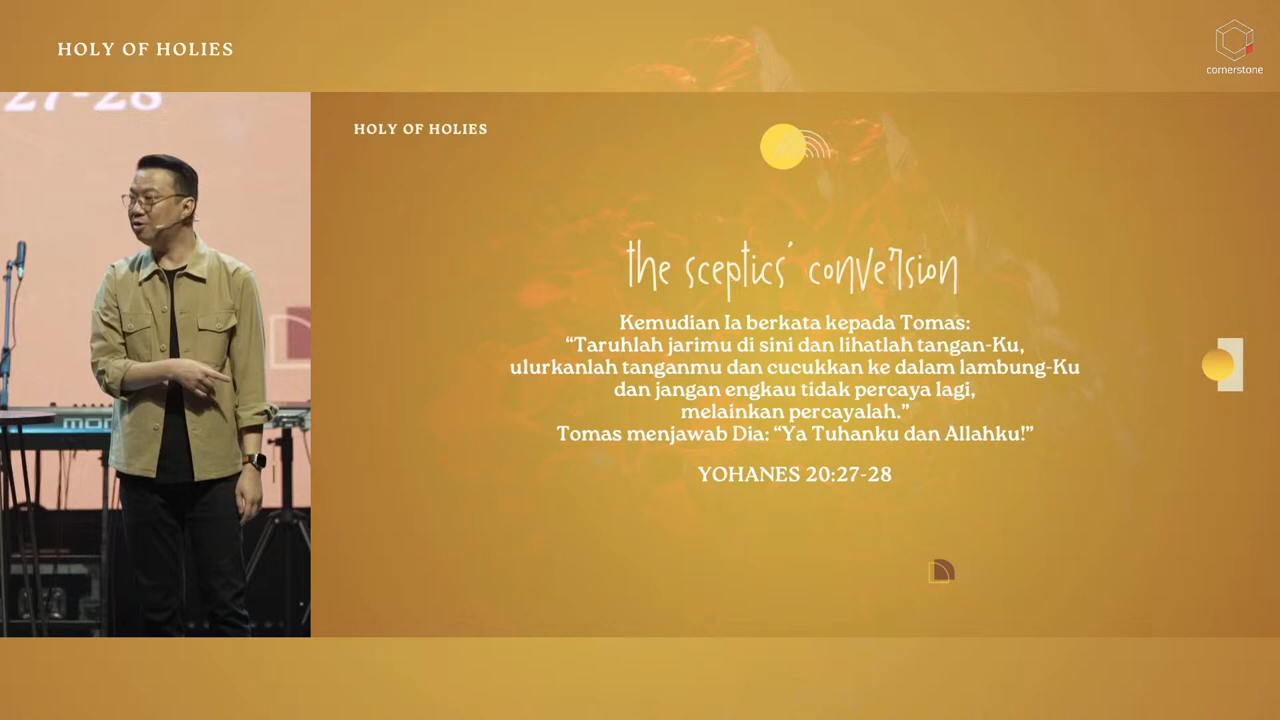 HOLY OF HOLIES
cornerstone
27-28
HOLY OF HOLIES
the sceptics' conversion
Kemudian Ia berkata kepada Tomas:
“Taruhlah jarimu di sini dan lihatlah tangan-Ku,
ulurkanlah tanganmu dan cucukkan ke dalam lambung-Ku
dan jangan engkau tidak percaya lagi,
melainkan percayalah.”
Tomas menjawab Dia: “Ya Tuhanku dan Allahku!”
YOHANES 20:27-28